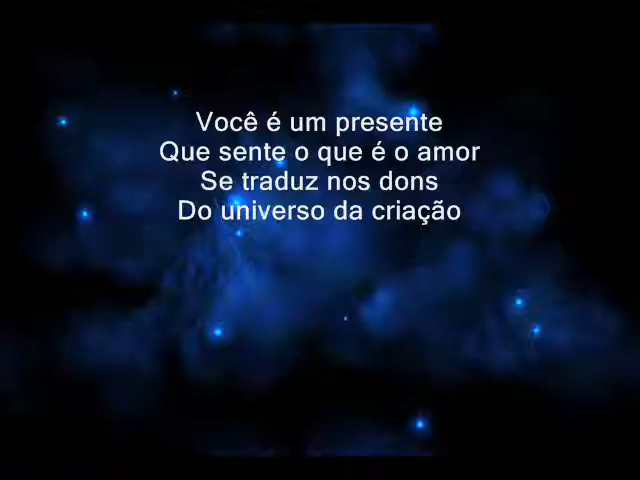 Você é um presente
Que sente o que é o amor
Se traduz nos dons
Do universo da criação